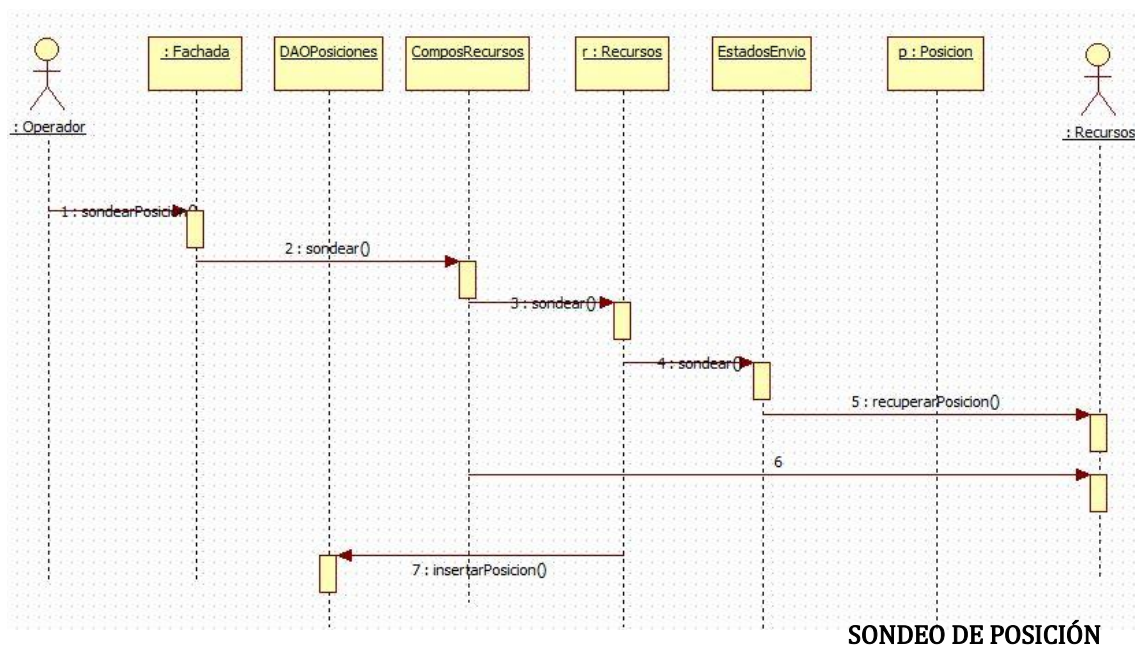 : Fachada
DAOPosiciones
ComposRecursos
r : Recursos
EstadosEnvio
p : Posicion
: Operador
: Recursos
1 : sondearPosicion()
2 : sondear()
3 : sondear()
4 : sondear()
5 : recuperarPosicion()
6
7 : insertarPosicion()
SONDEO DE POSICIÓN